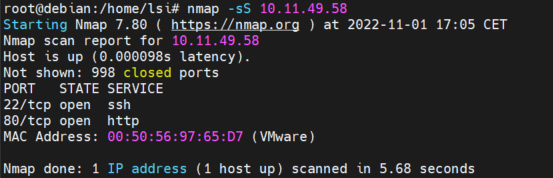 root@debian:/home/lsi# nmap -sS 10.11.49.58
Starting Nmap 7.80 ( https://nmap.org ) at 2022-11-01 17:05 CET
Nmap scan report for 10.11.49.58
Host is up (0.000098s latency).
Not shown: 998 closed ports
PORT   STATE SERVICE
22/tcp open  ssh
80/tcp open  http
MAC Address: 00:50:56:97:65:D7 (VMware)
Nmap done: 1 IP address (1 host up) scanned in 5.68 seconds